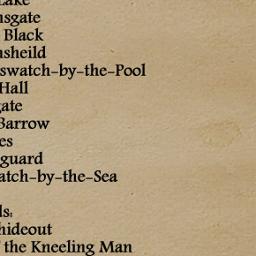 Lake
nsgate
Black
nsheild
swatch-by-the-Pool
Hall
gate
Barrow
es
guard
atch-by-the-Sea
ls:
hideout
the Kneeling Man